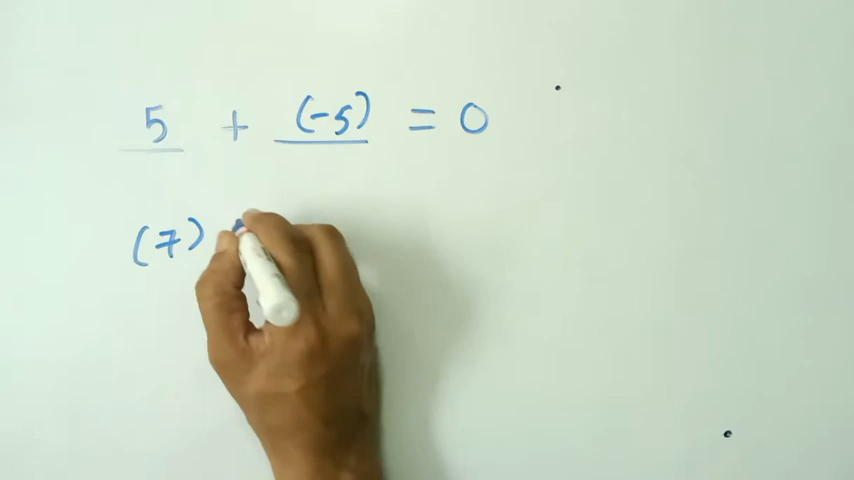 5 + (-5) = 0
(7)